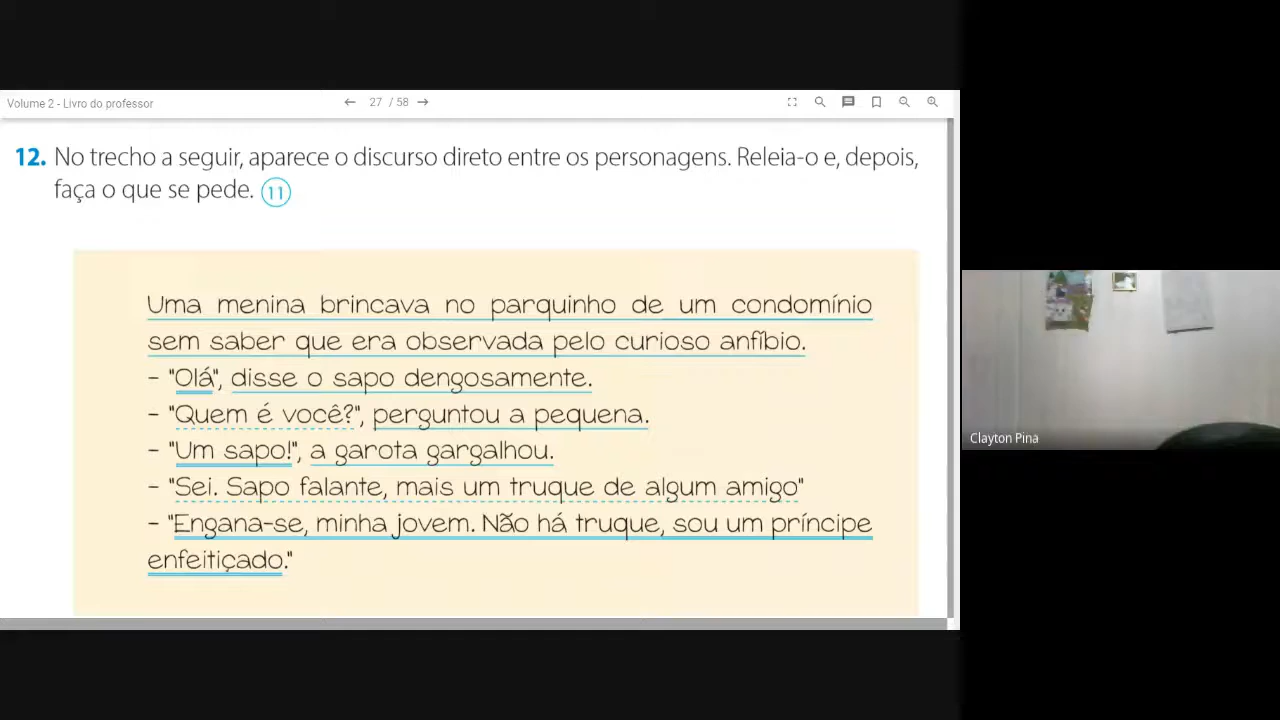 Volume 2 - Livro do professor
27 / 58
12. No trecho a seguir, aparece o discurso direto entre os personagens. Releia-o e, depois,
faça o que se pede. 11
Uma menina brincava no parquinho de um condomínio
sem saber que era observada pelo curioso anfíbio.
- "Olá", disse o sapo dengosamente.
- "Quem é você?", perguntou a pequena.
- "Um sapo!", a garota gargalhou.
- "Sei. Sapo falante, mais um truque de algum amigo"
- "Engana-se, minha jovem. Não há truque, sou um príncipe
enfeitiçado."
Clayton Pina